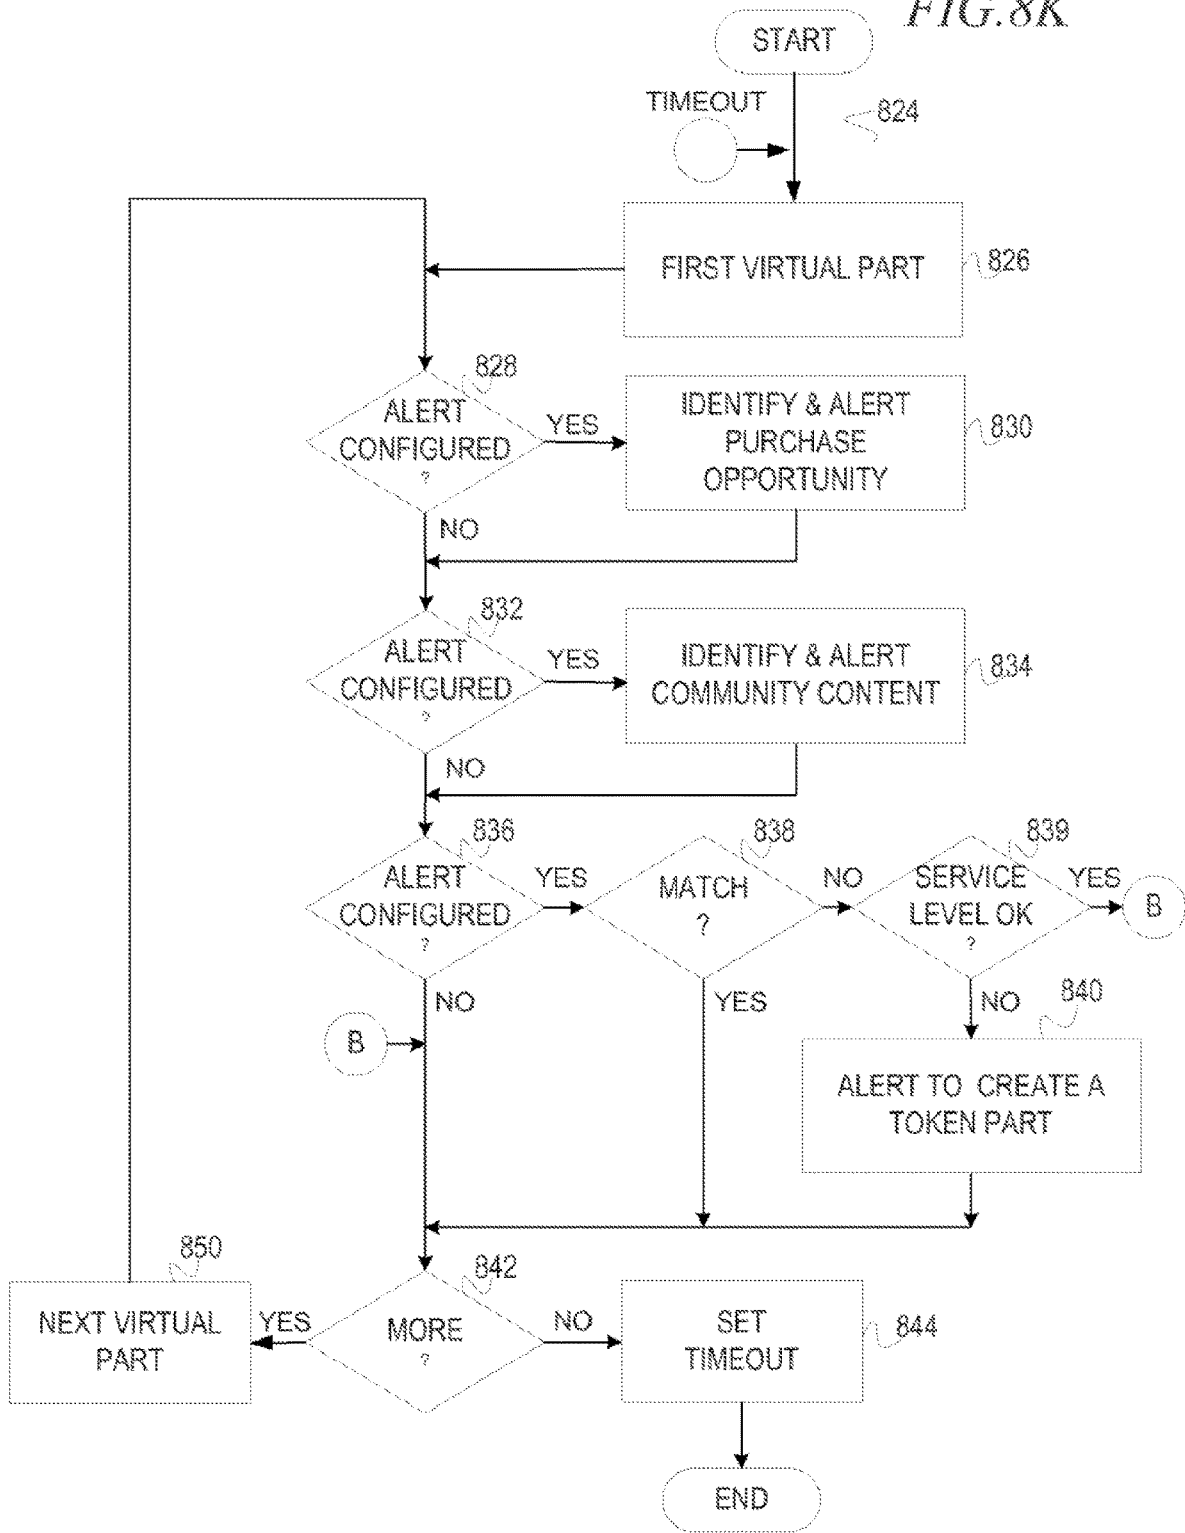 FIG.8K
START
TIMEOUT
824
FIRST VIRTUAL PART
826
828
ALERT
CONFIGURED
?
YES
IDENTIFY & ALERT
PURCHASE
OPPORTUNITY
830
NO
832
ALERT
CONFIGURED
?
YES
IDENTIFY & ALERT
COMMUNITY CONTENT
834
NO
836
ALERT
CONFIGURED
?
YES
838
MATCH
?
NO
839
SERVICE
LEVEL OK
?
YES
B
NO
YES
NO
840
B
ALERT TO CREATE A
TOKEN PART
850
NEXT VIRTUAL
PART
YES
842
MORE
?
NO
SET
TIMEOUT
844
END